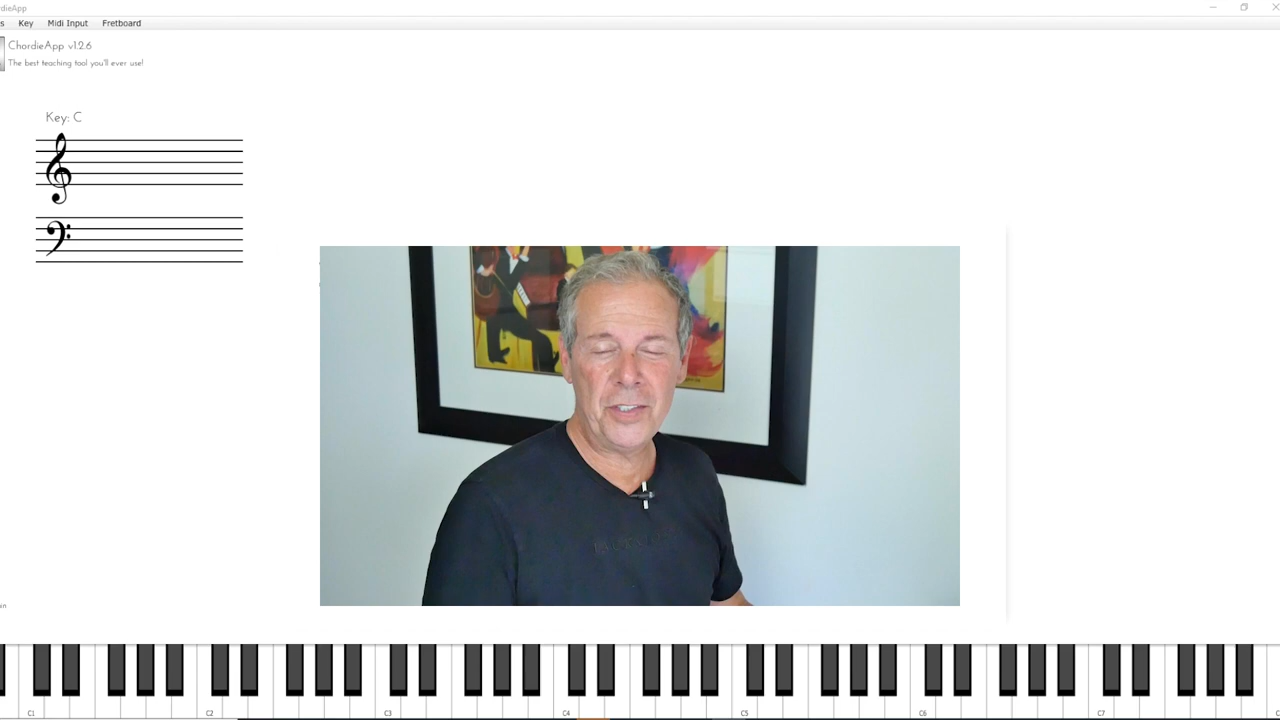 Key Midi Input Fretboard
ChordieApp v1.2.6
The best teaching tool you'll ever use!
Key: C
C1 C2 C3 C4 C5 C6 C7